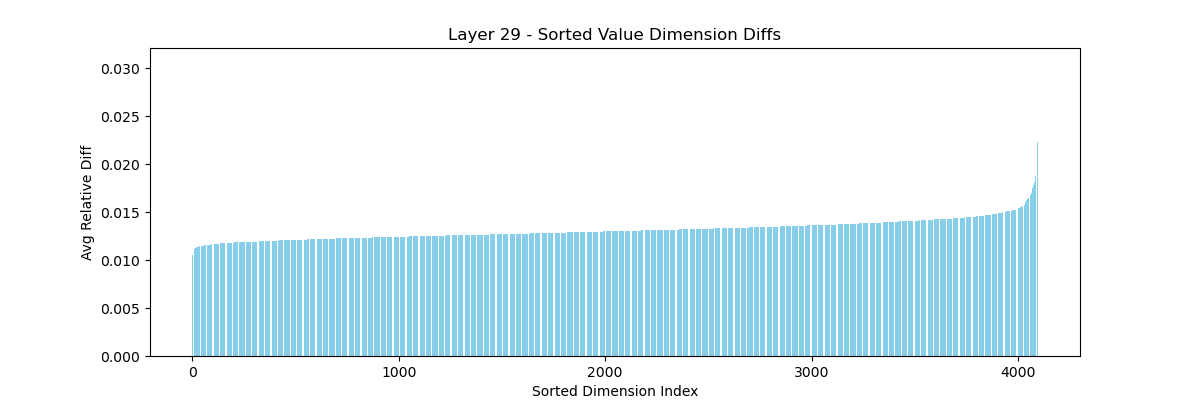 Layer 29 - Sorted Value Dimension Diffs
0.030
0.025
0.020
0.015
0.010
0.005
0.000
Avg Relative Diff
0 1000 2000 3000 4000
Sorted Dimension Index